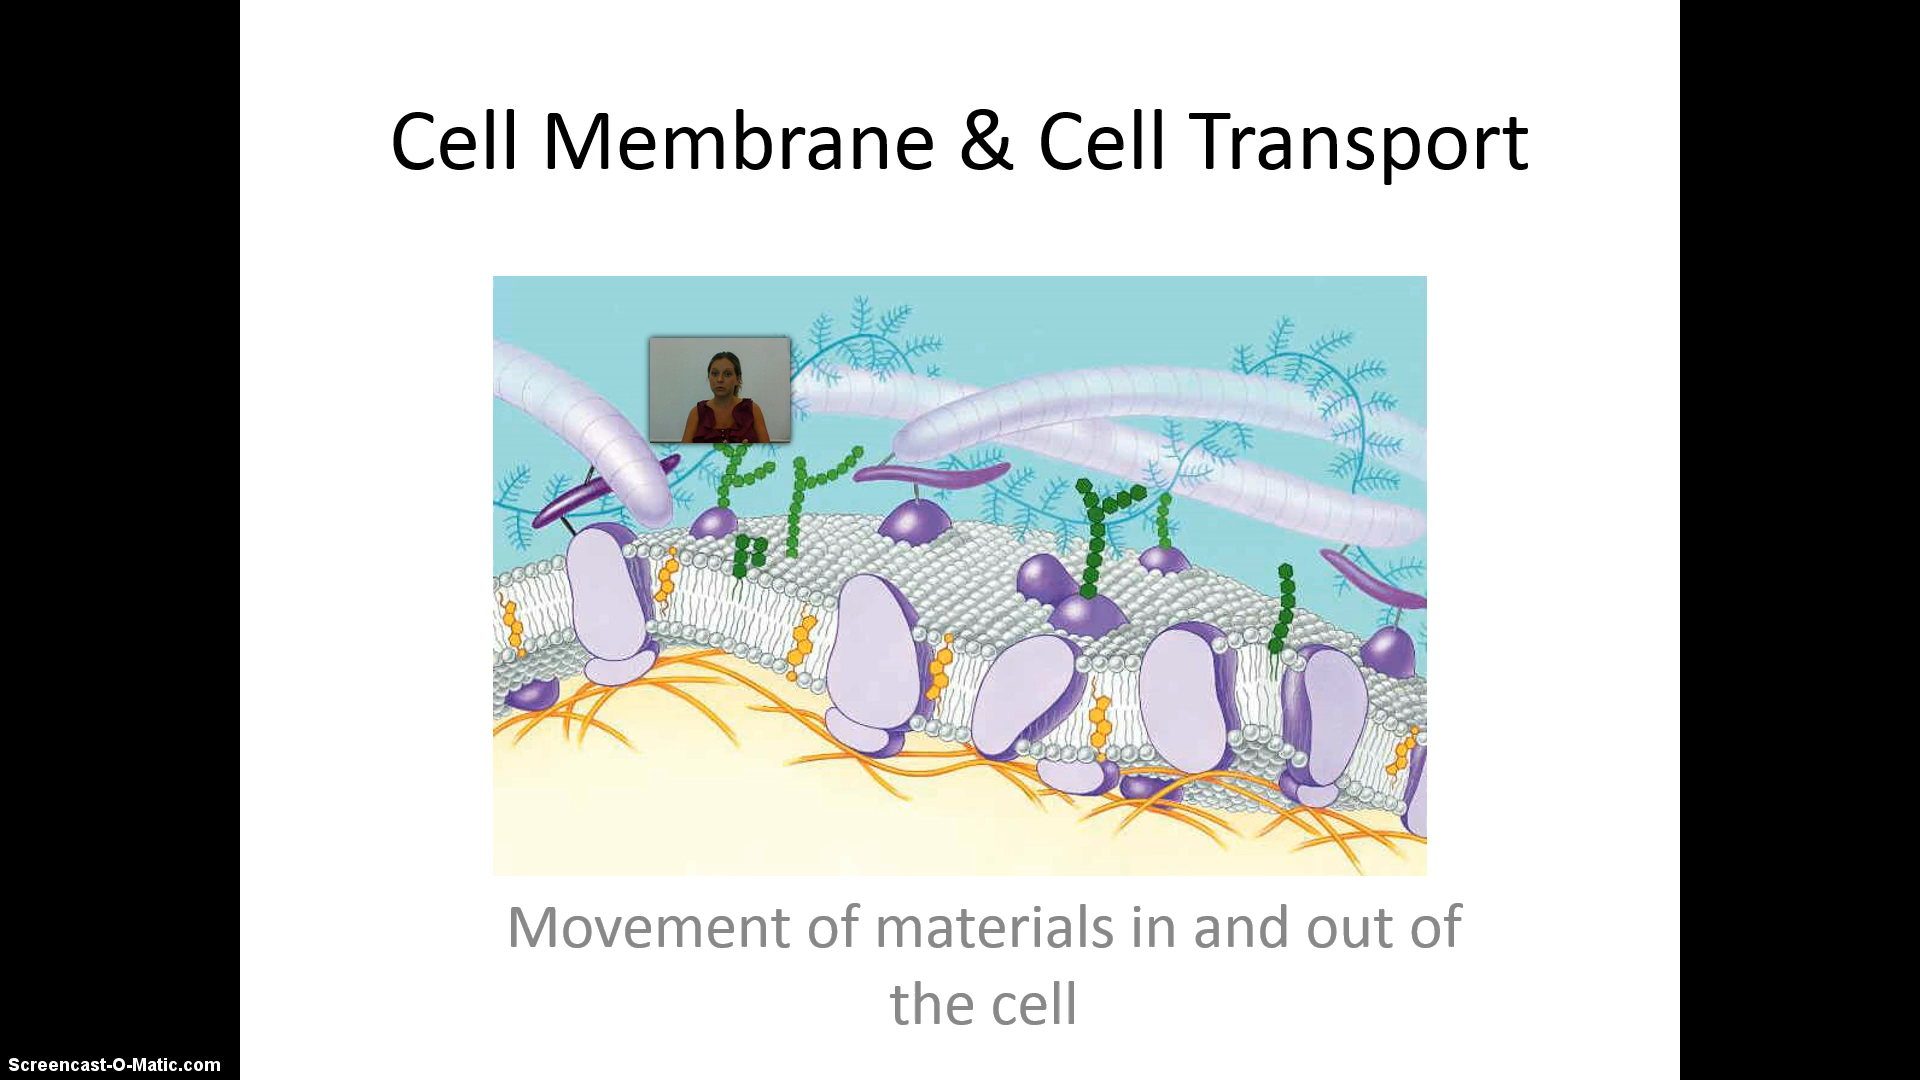 Cell Membrane & Cell Transport
Movement of materials in and out of
the cell
Screencast-O-Matic.com